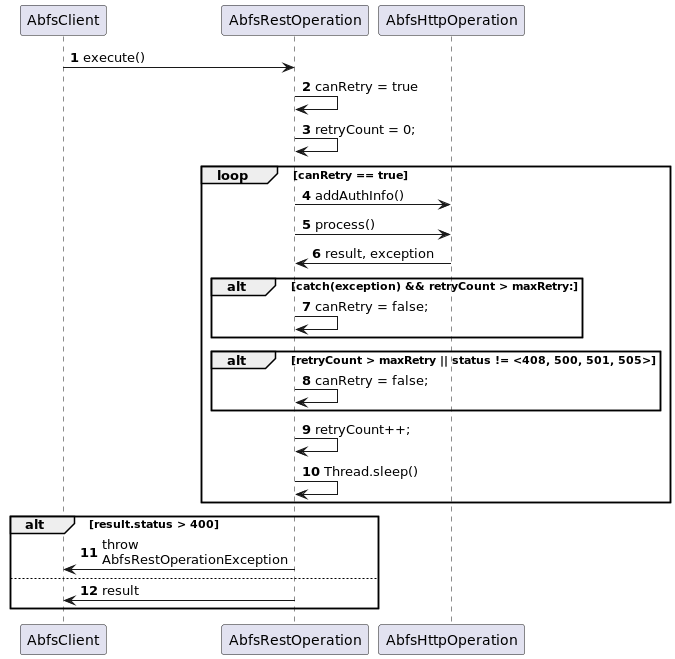 AbfsClient
AbfsRestOperation
AbfsHttpOperation
1 execute()
2 canRetry = true
3 retryCount = 0;
loop [canRetry == true]
4 addAuthInfo()
5 process()
6 result, exception
alt [catch(exception) && retryCount > maxRetry:]
7 canRetry = false;
alt [retryCount > maxRetry || status != <408, 500, 501, 505>]
8 canRetry = false;
9 retryCount++;
10 Thread.sleep()
alt [result.status > 400]
11 throw
AbfsRestOperationException
12 result
AbfsClient
AbfsRestOperation
AbfsHttpOperation